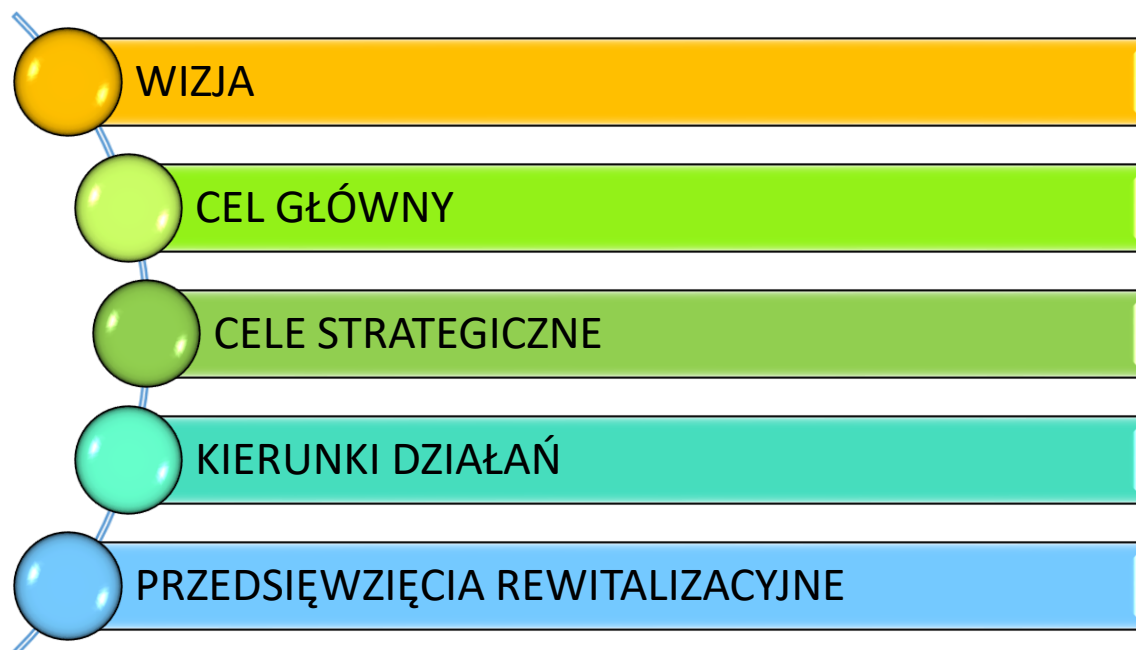 WIZJA
CEL GŁÓWNY
CELE STRATEGICZNE
KIERUNKI DZIAŁAŃ
PRZEDSIĘWZIĘCIA REWITALIZACYJNE